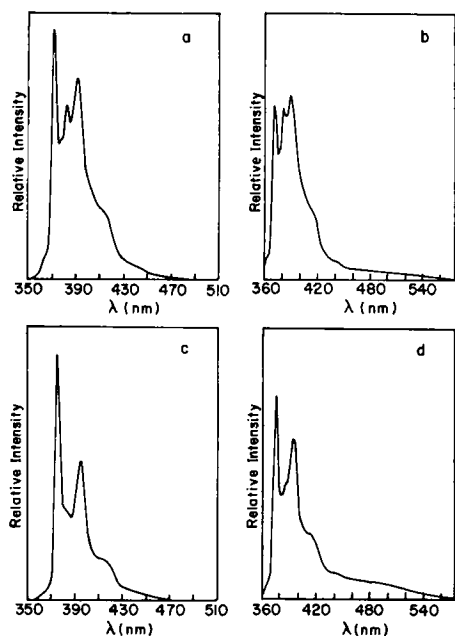 a
Relative Intensity
350 390 430 470 510
λ (nm)
b
Relative Intensity
360 420 480 540
λ (nm)
c
Relative Intensity
350 390 430 470 510
λ (nm)
d
Relative Intensity
360 420 480 540
λ (nm)